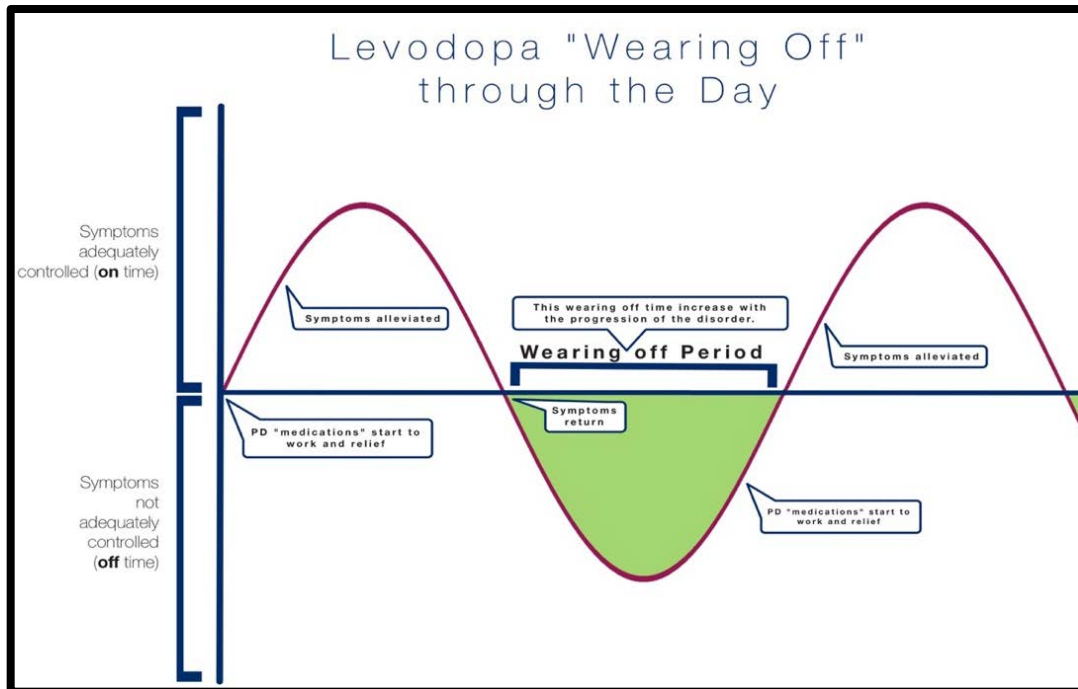 Levodopa "Wearing Off"
through the Day
Symptoms
adequately
controlled (on time)
Symptoms alleviated
This wearing off time increase with
the progression of the disorder.
Wearing off Period
Symptoms alleviated
PD "medications" start to
work and relief
Symptoms
return
Symptoms
not
adequately
controlled
(off time)
PD "medications" start to
work and relief